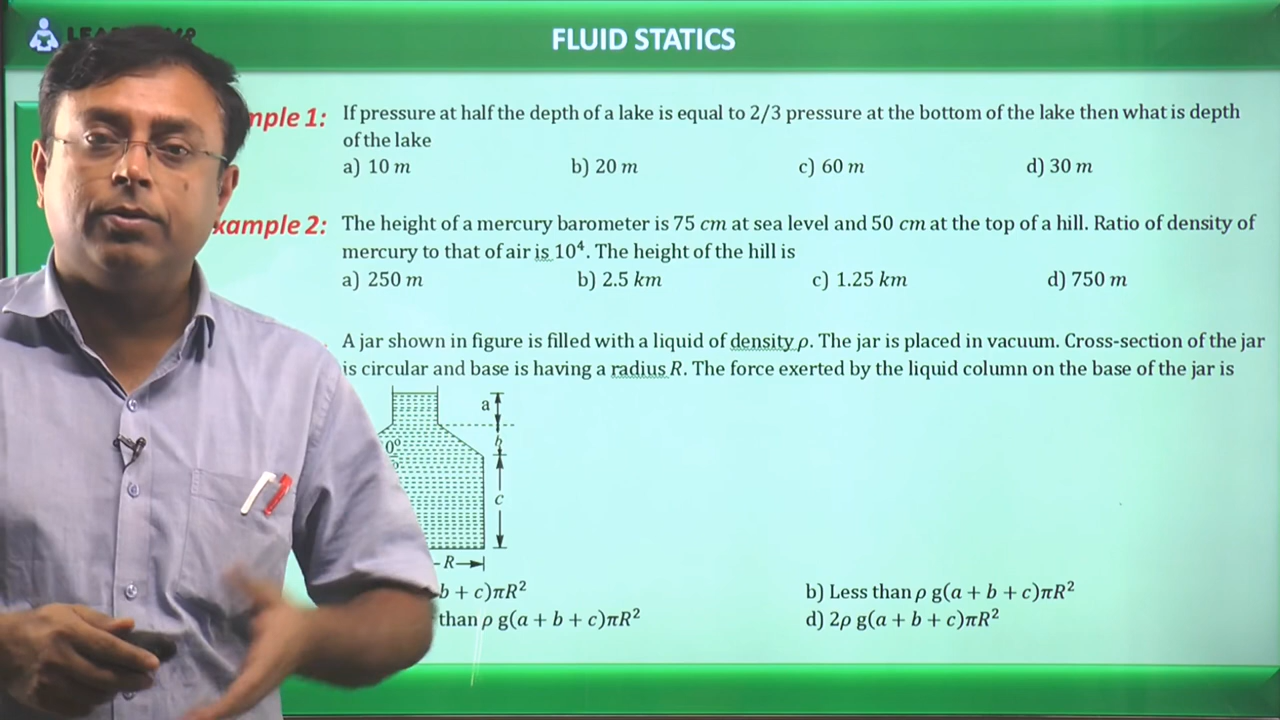 FLUID STATICS
mple 1: If pressure at half the depth of a lake is equal to 2/3 pressure at the bottom of the lake then what is depth
of the lake
a) 10 m b) 20 m c) 60 m d) 30 m
xample 2: The height of a mercury barometer is 75 cm at sea level and 50 cm at the top of a hill. Ratio of density of
mercury to that of air is 10⁴. The height of the hill is
a) 250 m b) 2.5 km c) 1.25 km d) 750 m
A jar shown in figure is filled with a liquid of density ρ. The jar is placed in vacuum. Cross-section of the jar
is circular and base is having a radius R. The force exerted by the liquid column on the base of the jar is
a
b
0°
c
R
b + c)πR² b) Less than ρ g(a + b + c)πR²
than ρ g(a + b + c)πR² d) 2ρ g(a + b + c)πR²